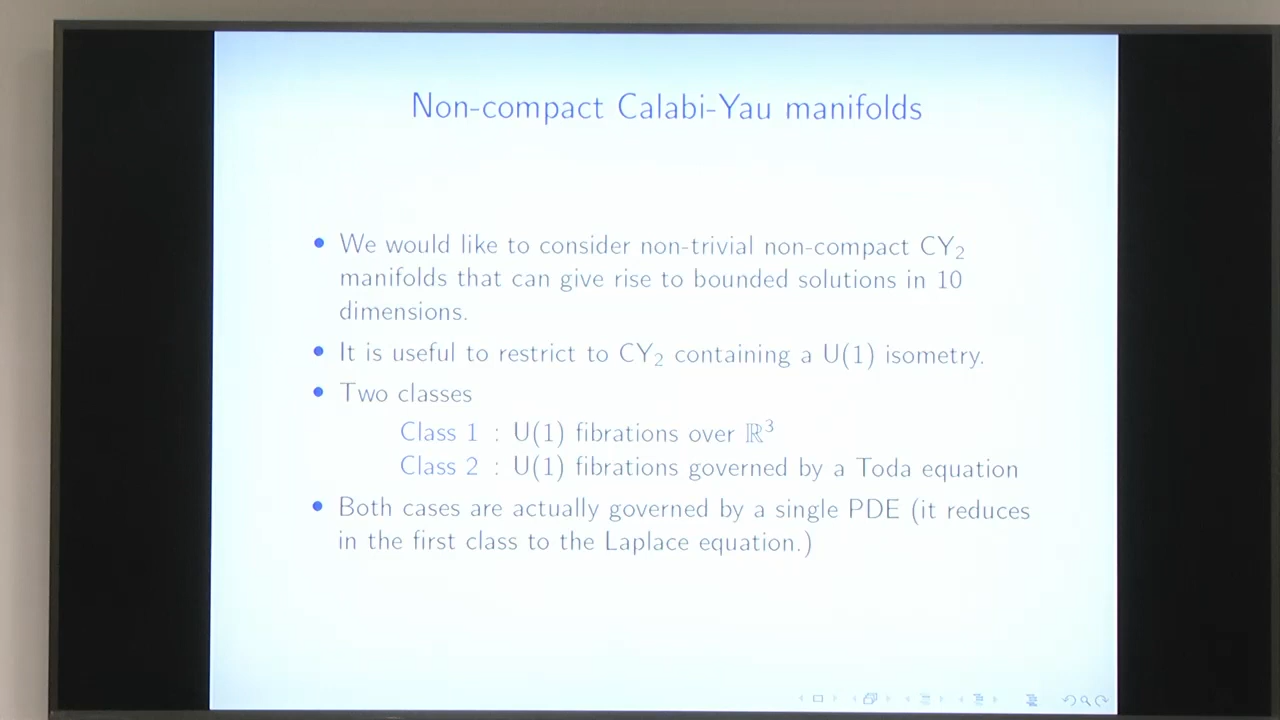 Non-compact Calabi-Yau manifolds
• We would like to consider non-trivial non-compact CY₂
manifolds that can give rise to bounded solutions in 10
dimensions.
• It is useful to restrict to CY₂ containing a U(1) isometry.
• Two classes
Class 1 : U(1) fibrations over ℝ³
Class 2 : U(1) fibrations governed by a Toda equation
• Both cases are actually governed by a single PDE (it reduces
in the first class to the Laplace equation.)